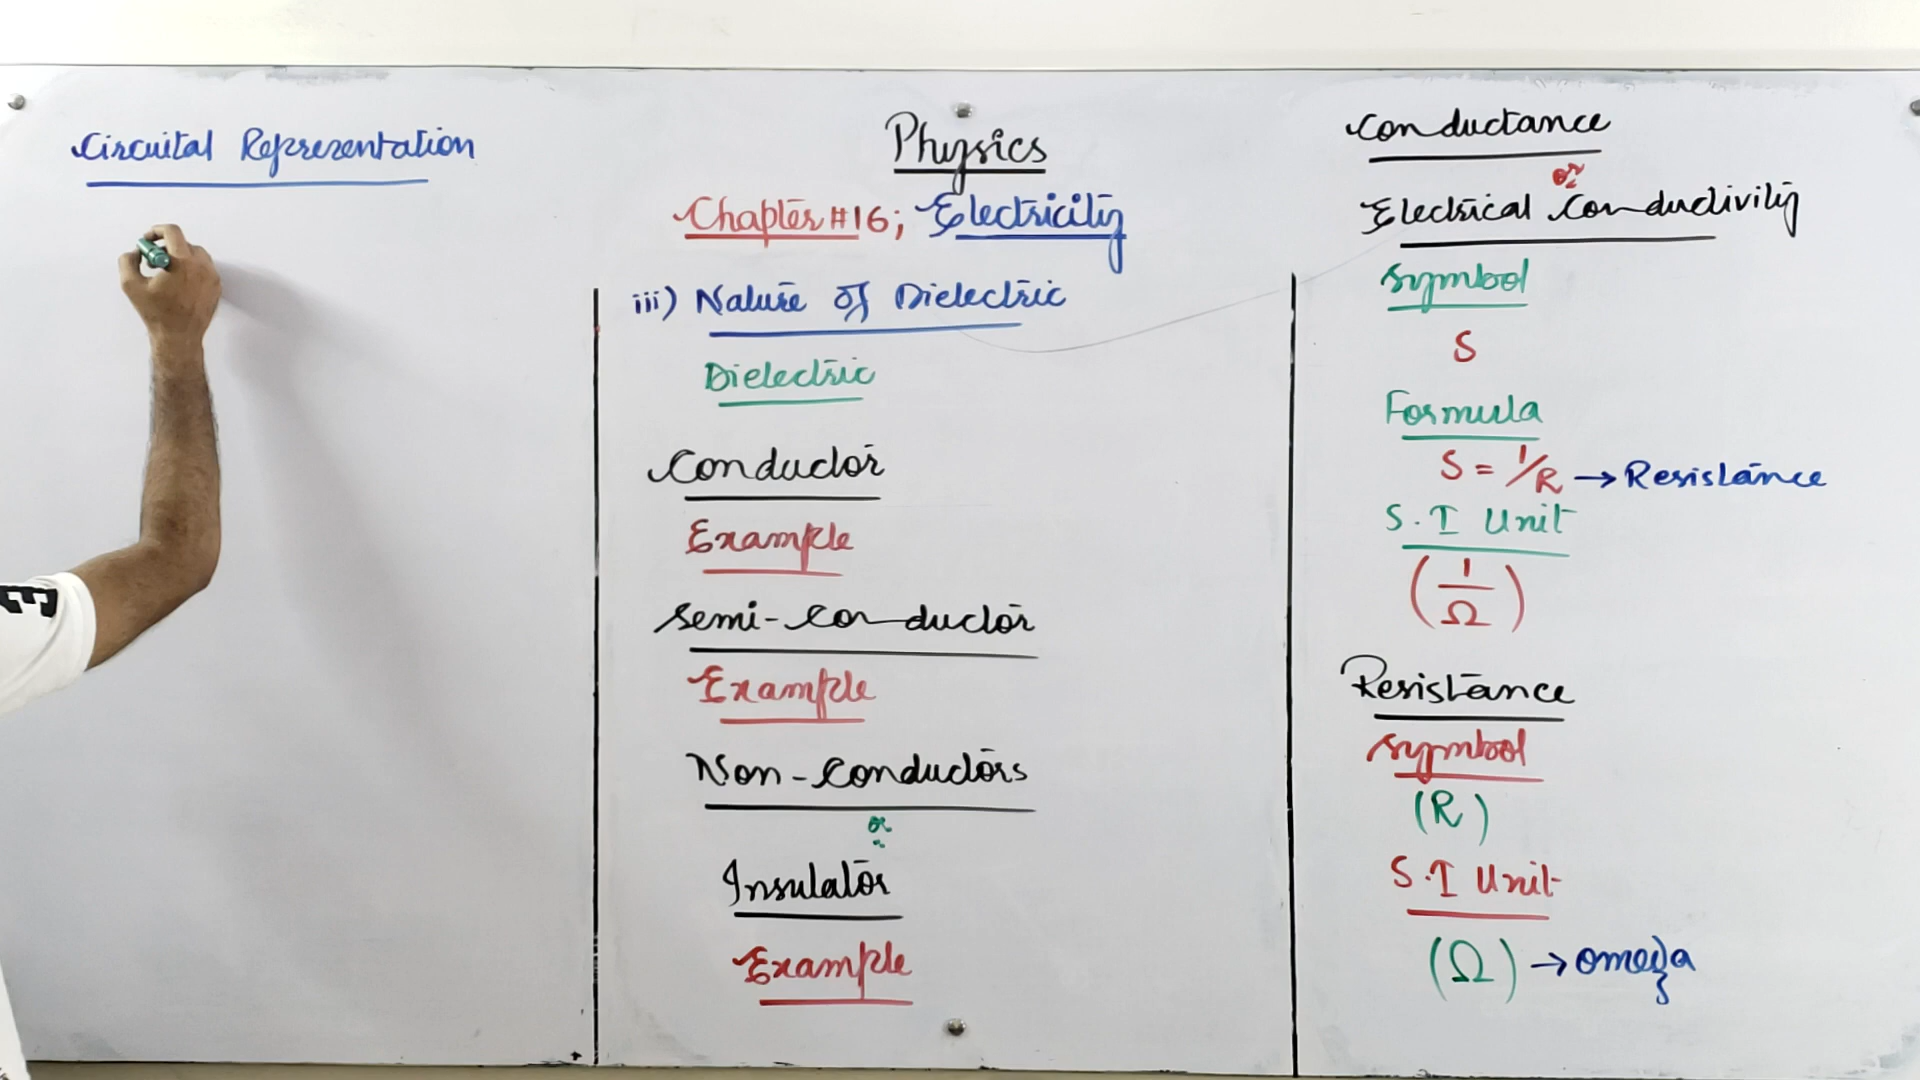 Circuital Representation
Physics
Chapter #16; Electricity
iii) Nature of Dielectric
Dielectric
Conductor
Example
Semi-Conductor
Example
Non-Conductors
or
Insulator
Example
Conductance
or
Electrical Conductivity
Symbol
S
Formula
S = 1/R → Resistance
S.I Unit
(1/Ω)
Resistance
Symbol
(R)
S.I Unit
(Ω) → omega